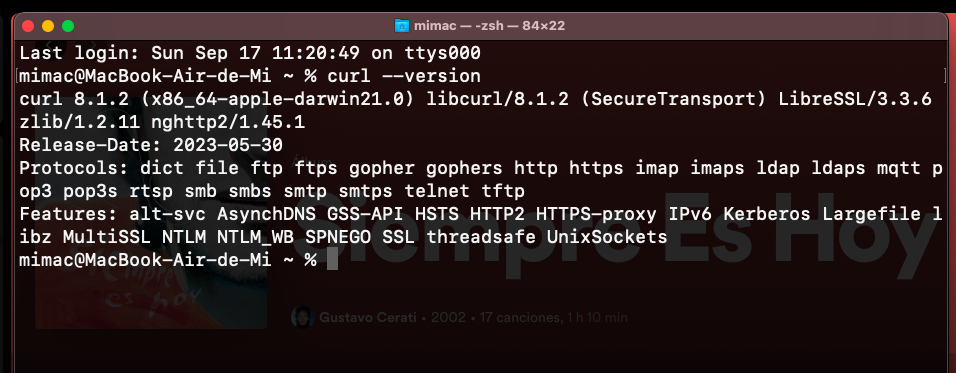 mimac — -zsh — 84×22
Last login: Sun Sep 17 11:20:49 on ttys000
mimac@MacBook-Air-de-Mi ~ % curl --version
curl 8.1.2 (x86_64-apple-darwin21.0) libcurl/8.1.2 (SecureTransport) LibreSSL/3.3.6
zlib/1.2.11 nghttp2/1.45.1
Release-Date: 2023-05-30
Protocols: dict file ftp ftps gopher gophers http https imap imaps ldap ldaps mqtt p
op3 pop3s rtsp smb smbs smtp smtps telnet tftp
Features: alt-svc AsynchDNS GSS-API HSTS HTTP2 HTTPS-proxy IPv6 Kerberos Largefile l
ibz MultiSSL NTLM NTLM_WB SPNEGO SSL threadsafe UnixSockets
mimac@MacBook-Air-de-Mi ~ %
Siempre Es Hoy
siempre
es hoy
Gustavo Cerati • 2002 • 17 canciones, 1 h 10 min